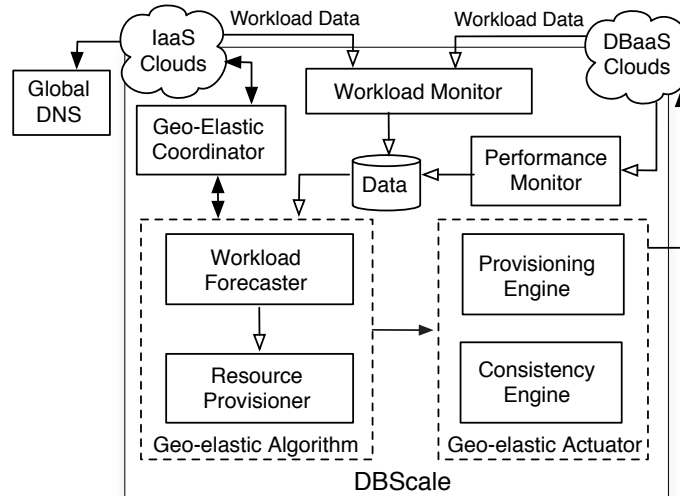 Workload Data
Workload Data
IaaS
Clouds
DBaaS
Clouds
Global
DNS
Workload Monitor
Geo-Elastic
Coordinator
Data
Performance
Monitor
Workload
Forecaster
Provisioning
Engine
Resource
Provisioner
Consistency
Engine
Geo-elastic Algorithm
Geo-elastic Actuator
DBScale